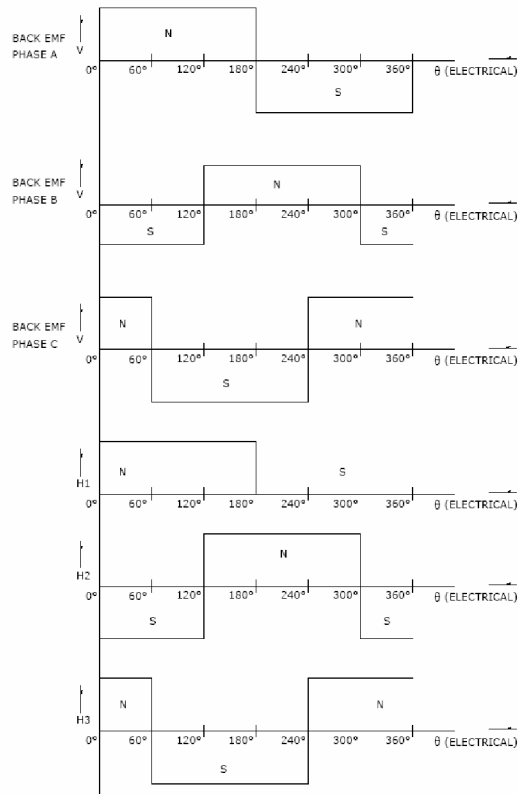 BACK EMF
PHASE A
V
N
S
0° 60° 120° 180° 240° 300° 360° θ (ELECTRICAL)
BACK EMF
PHASE B
V
N
0° 60° 120° 180° 240° 300° 360° θ (ELECTRICAL)
S S
BACK EMF
PHASE C
V
N N
0° 60° 120° 180° 240° 300° 360° θ (ELECTRICAL)
S
H1
N S
0° 60° 120° 180° 240° 300° 360° θ (ELECTRICAL)
H2
N
0° 60° 120° 180° 240° 300° 360° θ (ELECTRICAL)
S S
H3
N N
0° 60° 120° 180° 240° 300° 360° θ (ELECTRICAL)
S